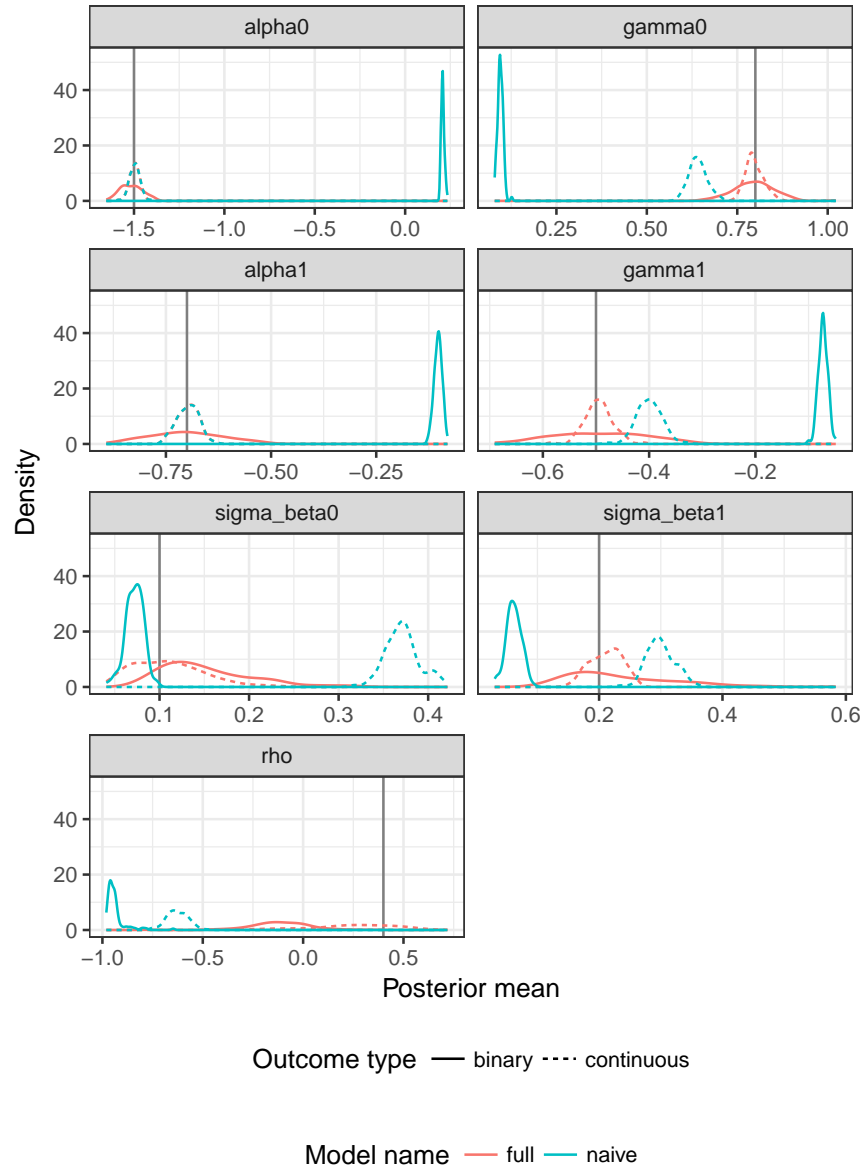 alpha0 gamma0
40
20
0
−1.5 −1.0 −0.5 0.0 0.25 0.50 0.75 1.00
alpha1 gamma1
40
20
0
−0.75 −0.50 −0.25 −0.6 −0.4 −0.2
Density
sigma_beta0 sigma_beta1
40
20
0
0.1 0.2 0.3 0.4 0.2 0.4 0.6
rho
40
20
0
−1.0 −0.5 0.0 0.5
Posterior mean
Outcome type binary continuous
Model name full naive